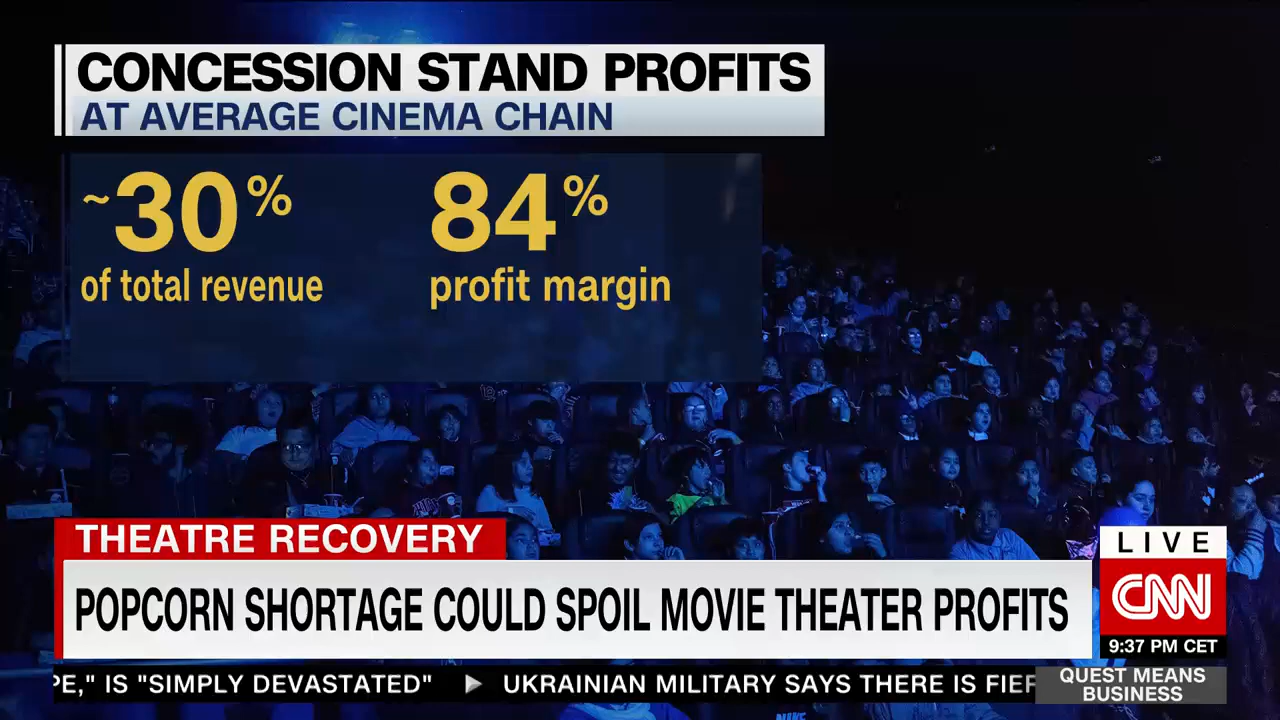 CONCESSION STAND PROFITS
AT AVERAGE CINEMA CHAIN
~30% 84%
of total revenue profit margin
THEATRE RECOVERY
POPCORN SHORTAGE COULD SPOIL MOVIE THEATER PROFITS
LIVE
CNN
9:37 PM CET
PE," IS "SIMPLY DEVASTATED" ▶ UKRAINIAN MILITARY SAYS THERE IS FIER
QUEST MEANS
BUSINESS